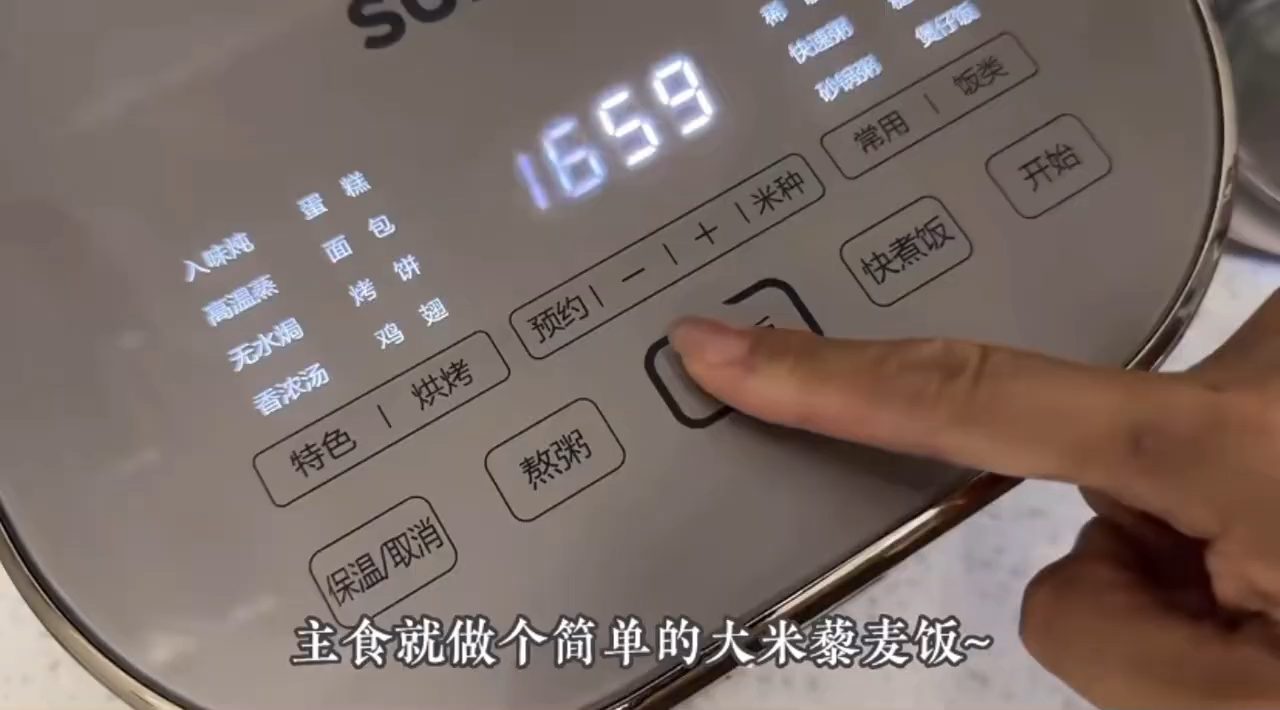 1659
快速粥
煲仔饭
砂锅粥
常用 | 饭类
蛋糕
入味炖
面包
高温蒸
烤饼
无水焗
鸡翅
香浓汤
预约 | － | ＋ | 米种
开始
快煮饭
特色 | 烘烤
熬粥
保温/取消
主食就做个简单的大米藜麦饭~